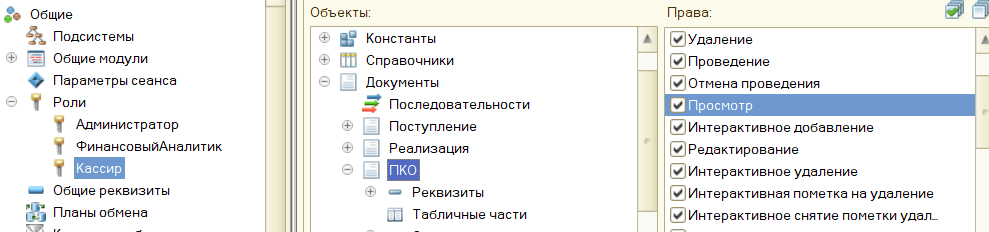 Общие
Подсистемы
Общие модули
Параметры сеанса
Роли
Администратор
ФинансовыйАналитик
Кассир
Общие реквизиты
Планы обмена
Объекты:
Константы
Справочники
Документы
Последовательности
Поступление
Реализация
ПКО
Реквизиты
Табличные части
Права:
Удаление
Проведение
Отмена проведения
Просмотр
Интерактивное добавление
Редактирование
Интерактивное удаление
Интерактивная пометка на удаление
Интерактивное снятие пометки удал...